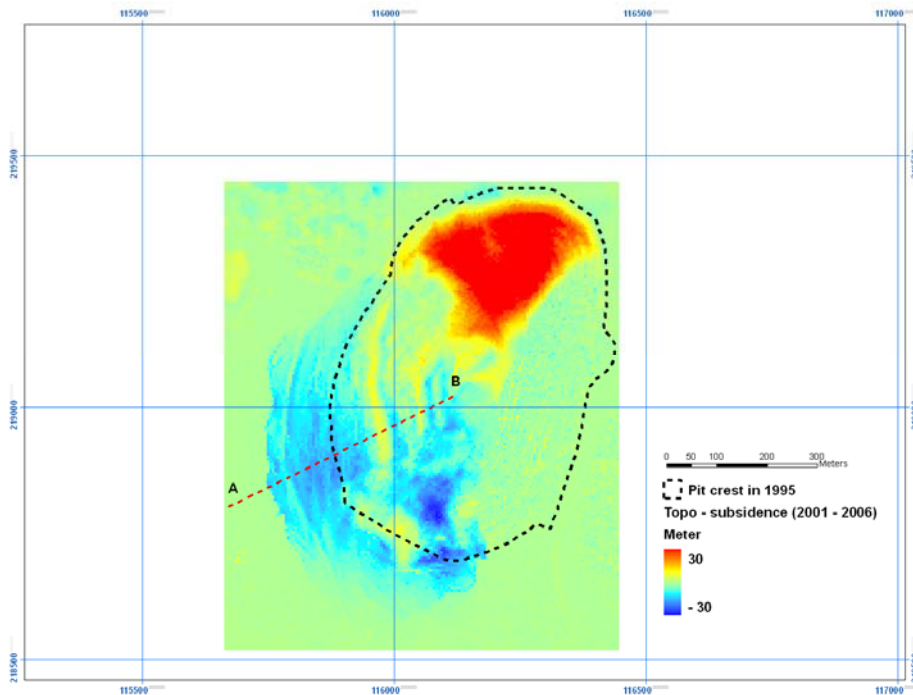 115500 116000 116500 117000
219500
B
219000 219000
A
0 50 100 200 300
Meters
Pit crest in 1995
Topo - subsidence (2001 - 2006)
Meter
30
- 30
218500
115500 116000 116500 117000